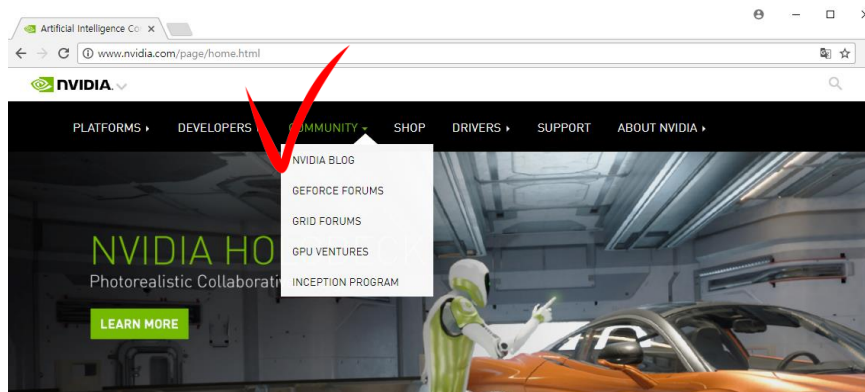 Artificial Intelligence Co
www.nvidia.com/page/home.html
NVIDIA.
PLATFORMS DEVELOPERS COMMUNITY SHOP DRIVERS SUPPORT ABOUT NVIDIA
NVIDIA BLOG
GEFORCE FORUMS
GRID FORUMS
GPU VENTURES
INCEPTION PROGRAM
NVIDIA HO
Photorealistic Collaborati
LEARN MORE